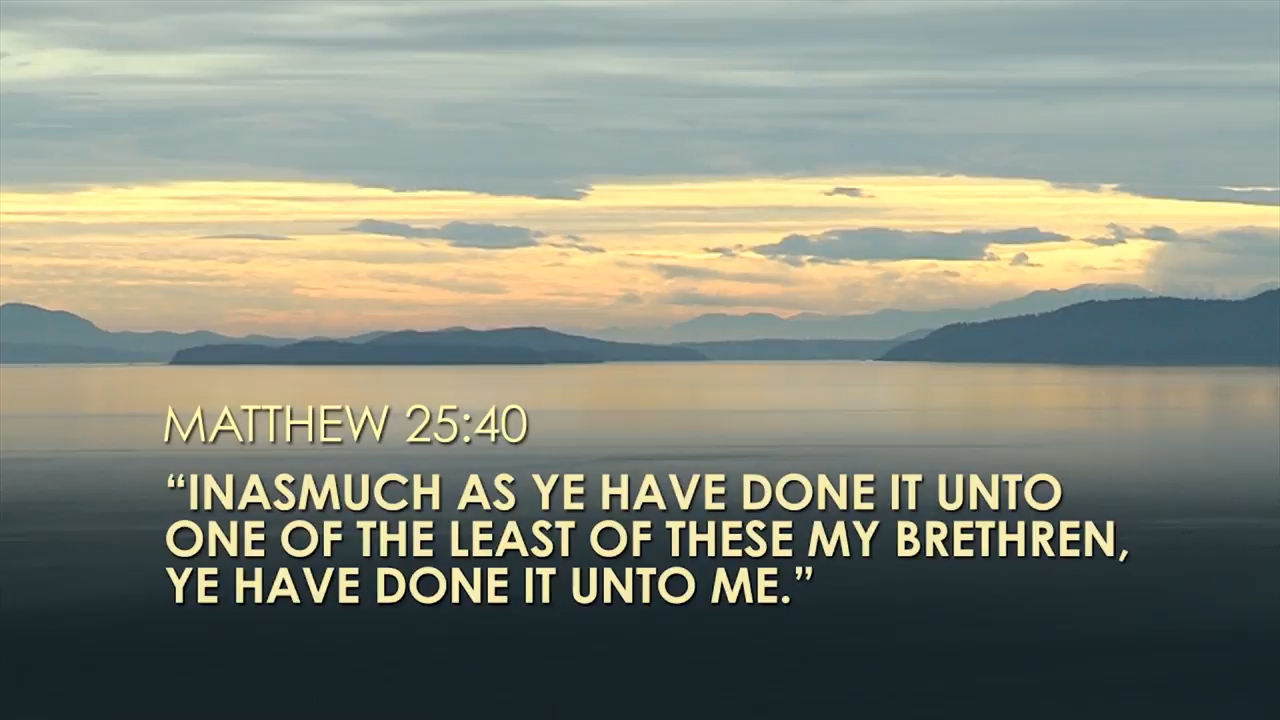 MATTHEW 25:40
“INASMUCH AS YE HAVE DONE IT UNTO
ONE OF THE LEAST OF THESE MY BRETHREN,
YE HAVE DONE IT UNTO ME.”